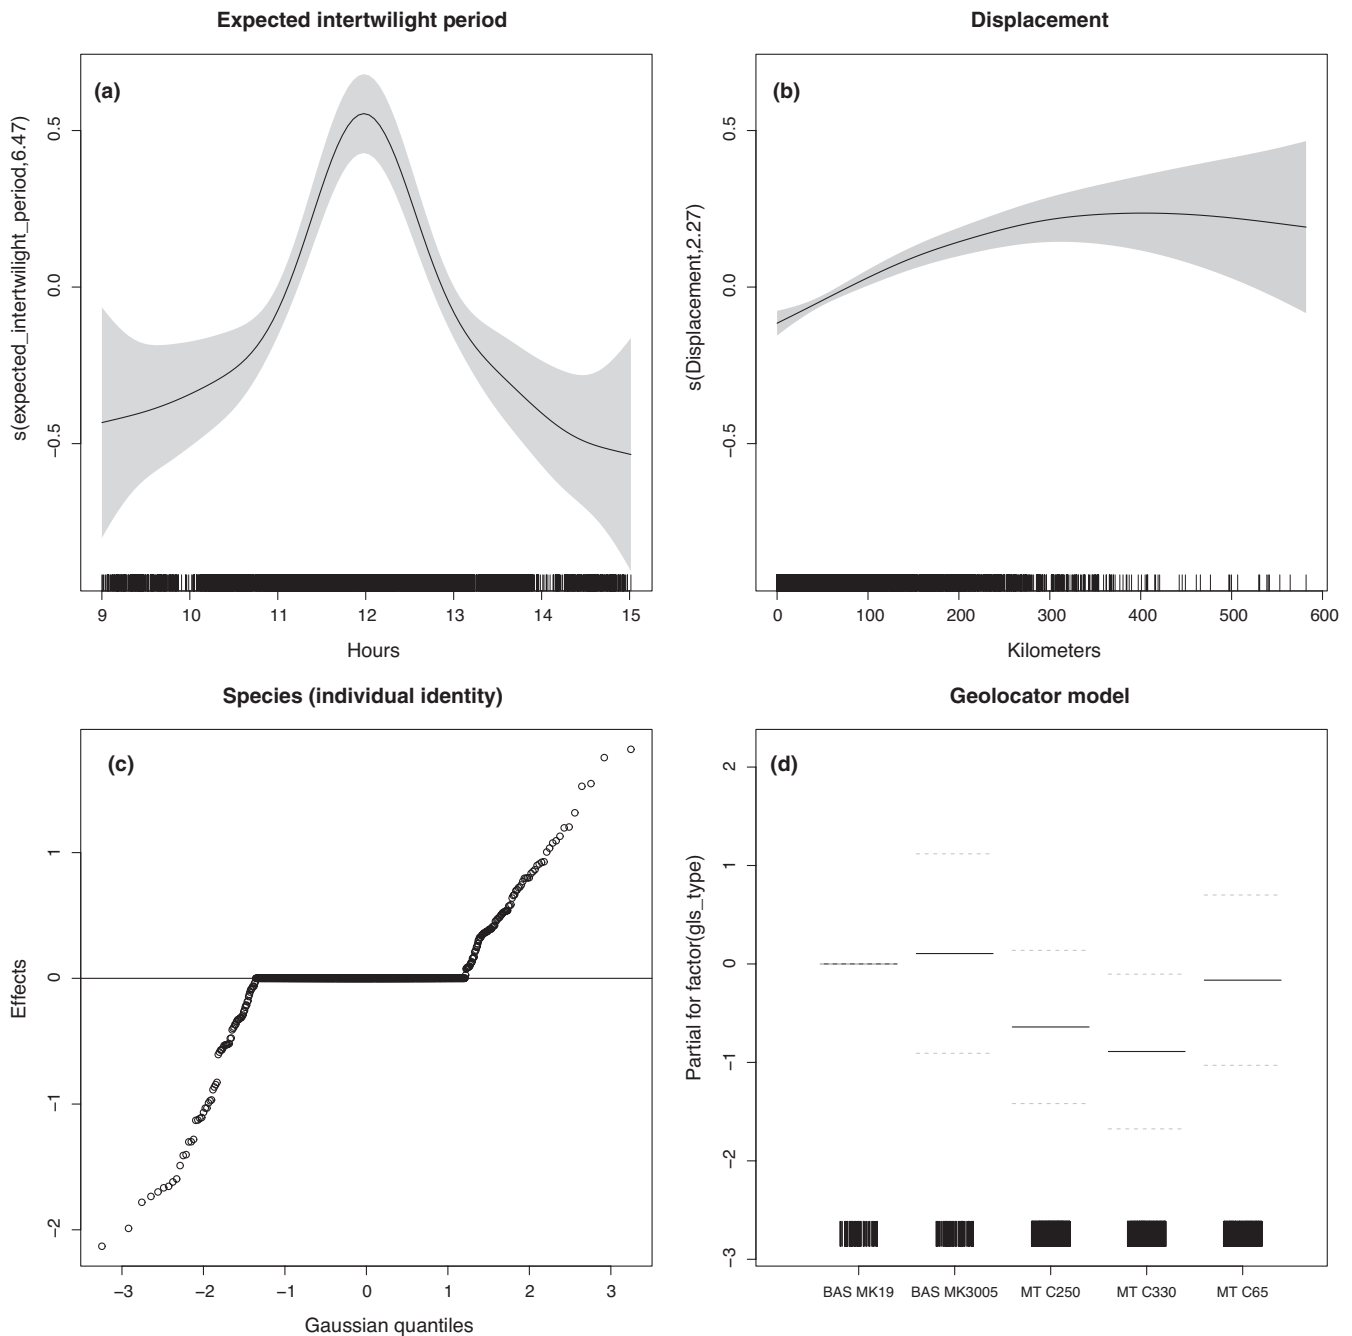 Expected intertwilight period
(a)
s(expected_intertwilight_period,6.47)
0.5
0.0
−0.5
9 10 11 12 13 14 15
Hours
Displacement
(b)
s(Displacement,2.27)
0.5
0.0
−0.5
0 100 200 300 400 500 600
Kilometers
Species (individual identity)
(c)
Effects
1
0
−1
−2
−3 −2 −1 0 1 2 3
Gaussian quantiles
Geolocator model
(d)
Partial for factor(gls_type)
2
1
0
−1
−2
−3
BAS MK19 BAS MK3005 MT C250 MT C330 MT C65